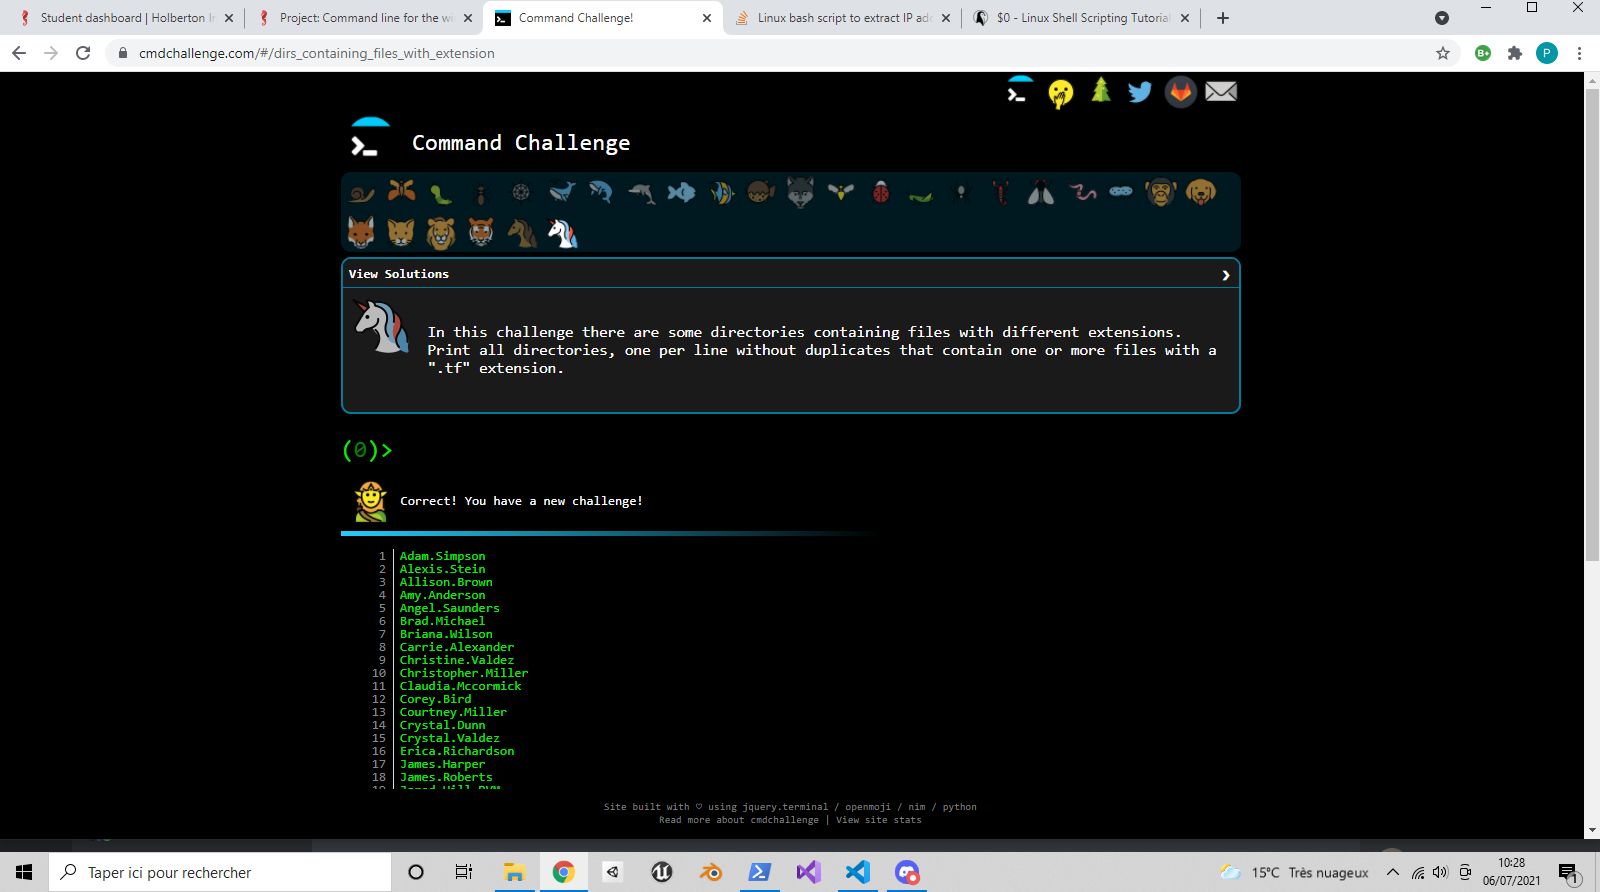 Student dashboard | Holberton In
Project: Command line for the wi
Command Challenge!
Linux bash script to extract IP add
$0 - Linux Shell Scripting Tutorial
cmdchallenge.com/#/dirs_containing_files_with_extension
B+
P
Command Challenge
View Solutions
In this challenge there are some directories containing files with different extensions.
Print all directories, one per line without duplicates that contain one or more files with a
".tf" extension.
(0)>
Correct! You have a new challenge!
1 Adam.Simpson
2 Alexis.Stein
3 Allison.Brown
4 Amy.Anderson
5 Angel.Saunders
6 Brad.Michael
7 Briana.Wilson
8 Carrie.Alexander
9 Christine.Valdez
10 Christopher.Miller
11 Claudia.Mccormick
12 Corey.Bird
13 Courtney.Miller
14 Crystal.Dunn
15 Crystal.Valdez
16 Erica.Richardson
17 James.Harper
18 James.Roberts
19 Jared.Hill.DVM
Site built with ♡ using jquery.terminal / openmoji / nim / python
Read more about cmdchallenge | View site stats
Taper ici pour rechercher
15°C Très nuageux
10:28
06/07/2021
1